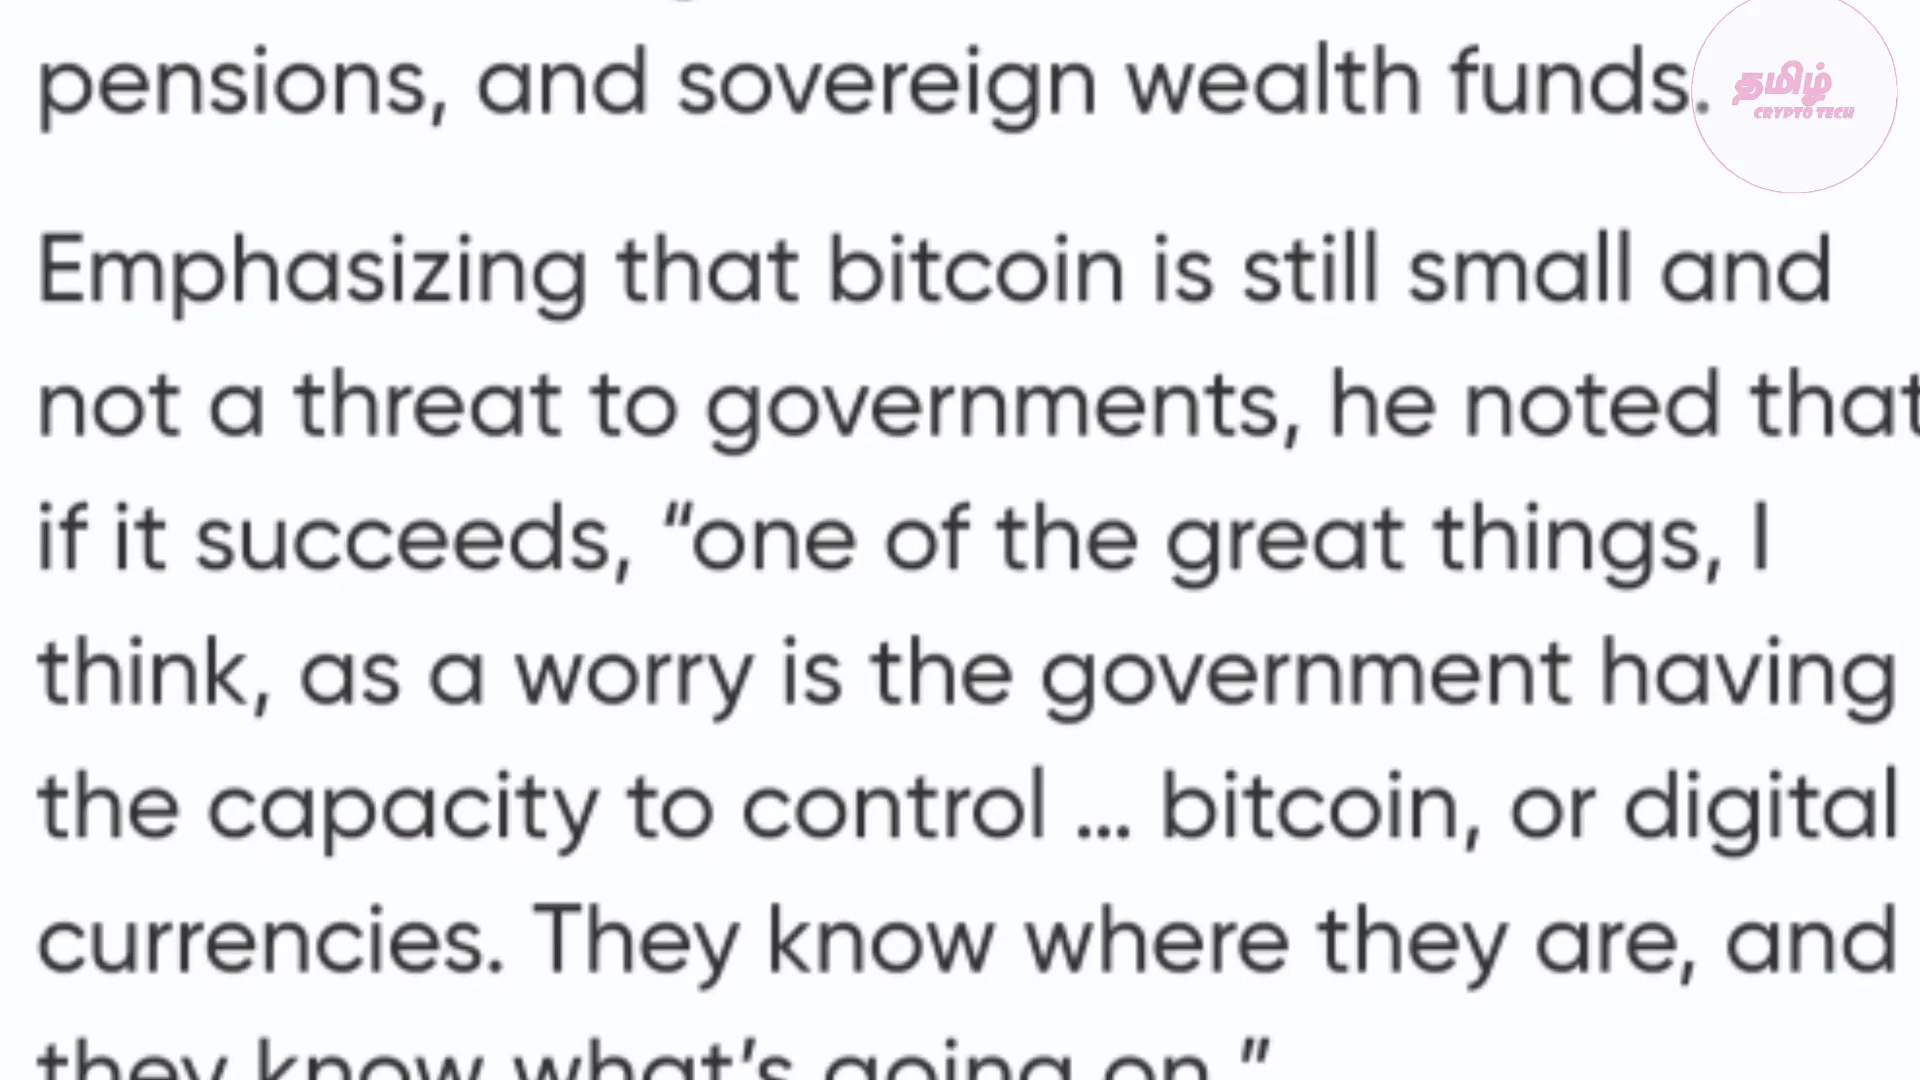 pensions, and sovereign wealth funds.
தமிழ்
CRYPTO TECH
Emphasizing that bitcoin is still small and
not a threat to governments, he noted that
if it succeeds, “one of the great things, I
think, as a worry is the government having
the capacity to control ... bitcoin, or digital
currencies. They know where they are, and
they know what’s going on.”